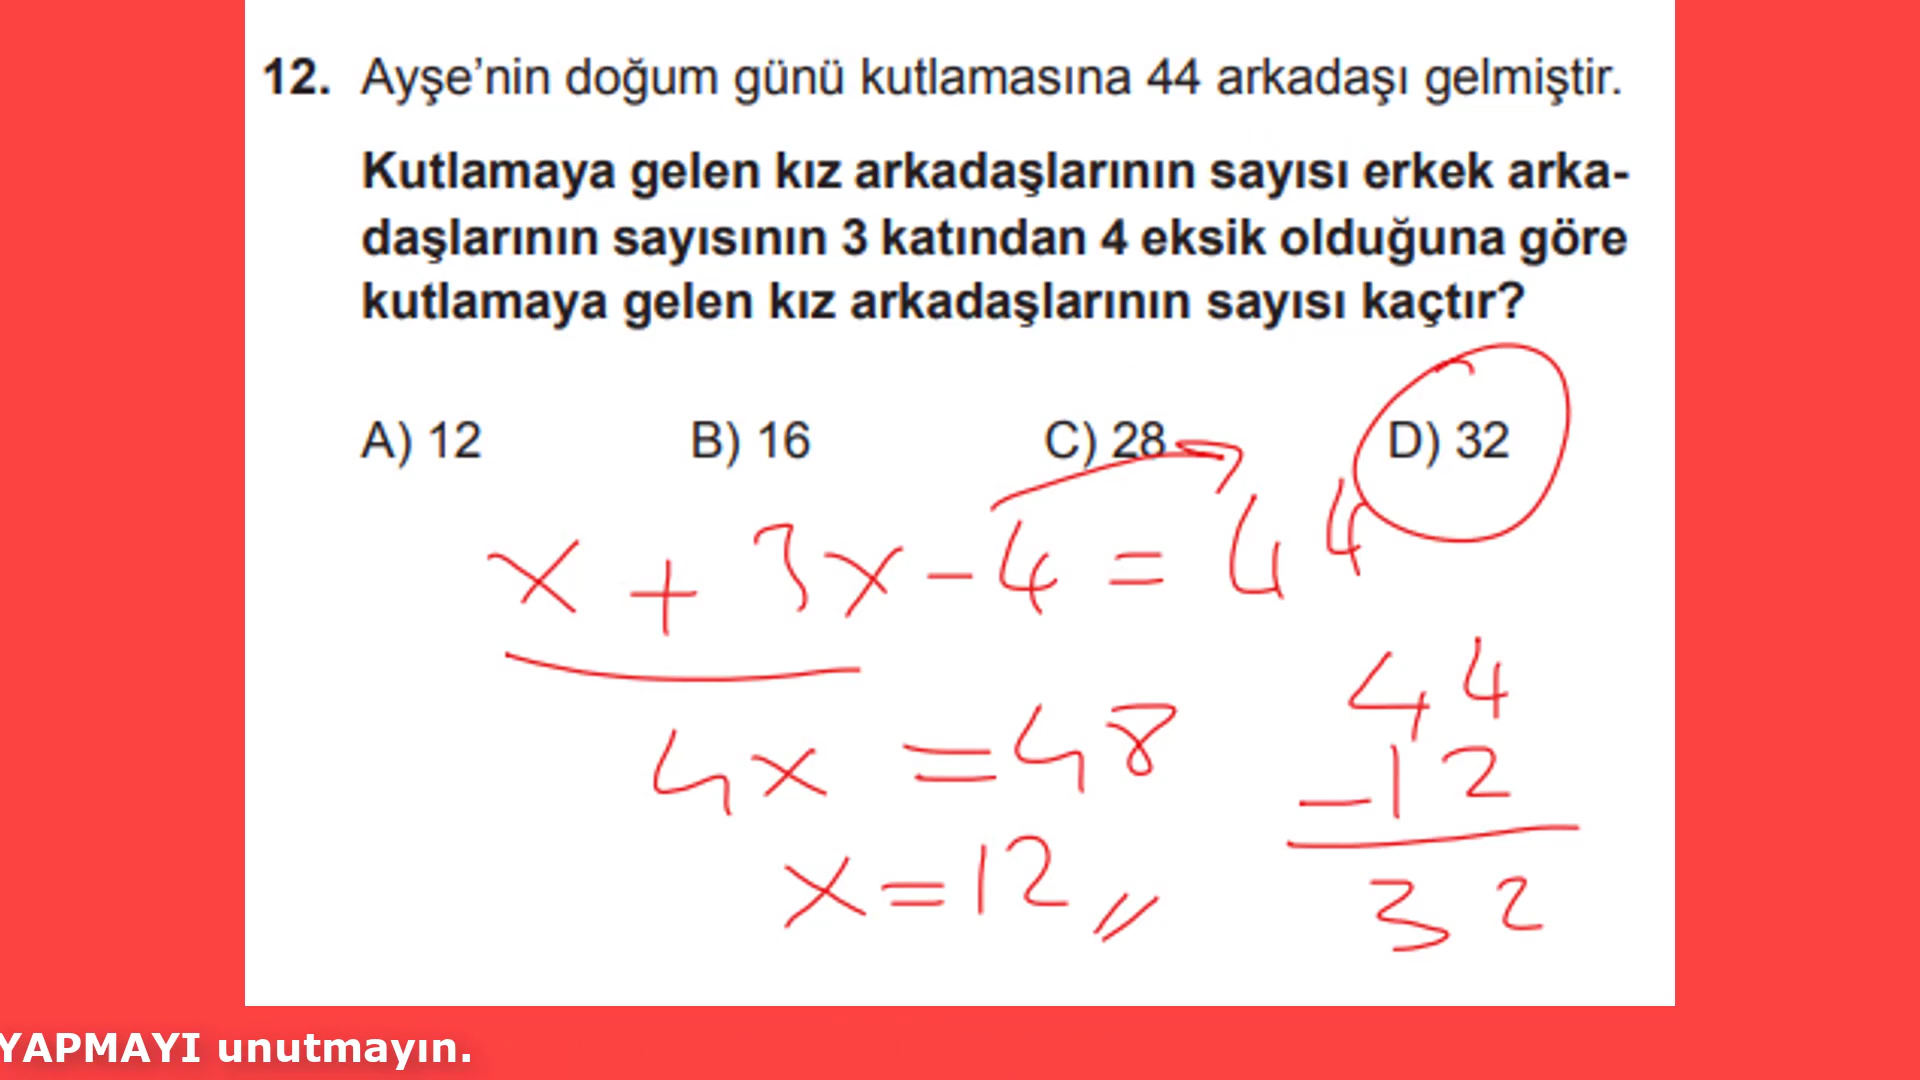 12. Ayşe’nin doğum günü kutlamasına 44 arkadaşı gelmiştir.
Kutlamaya gelen kız arkadaşlarının sayısı erkek arka-
daşlarının sayısının 3 katından 4 eksik olduğuna göre
kutlamaya gelen kız arkadaşlarının sayısı kaçtır?
A) 12 B) 16 C) 28 D) 32
x + 3x - 4 = 44
4x = 48
x = 12 //
44
- 12
32
YAPMAYI unutmayın.